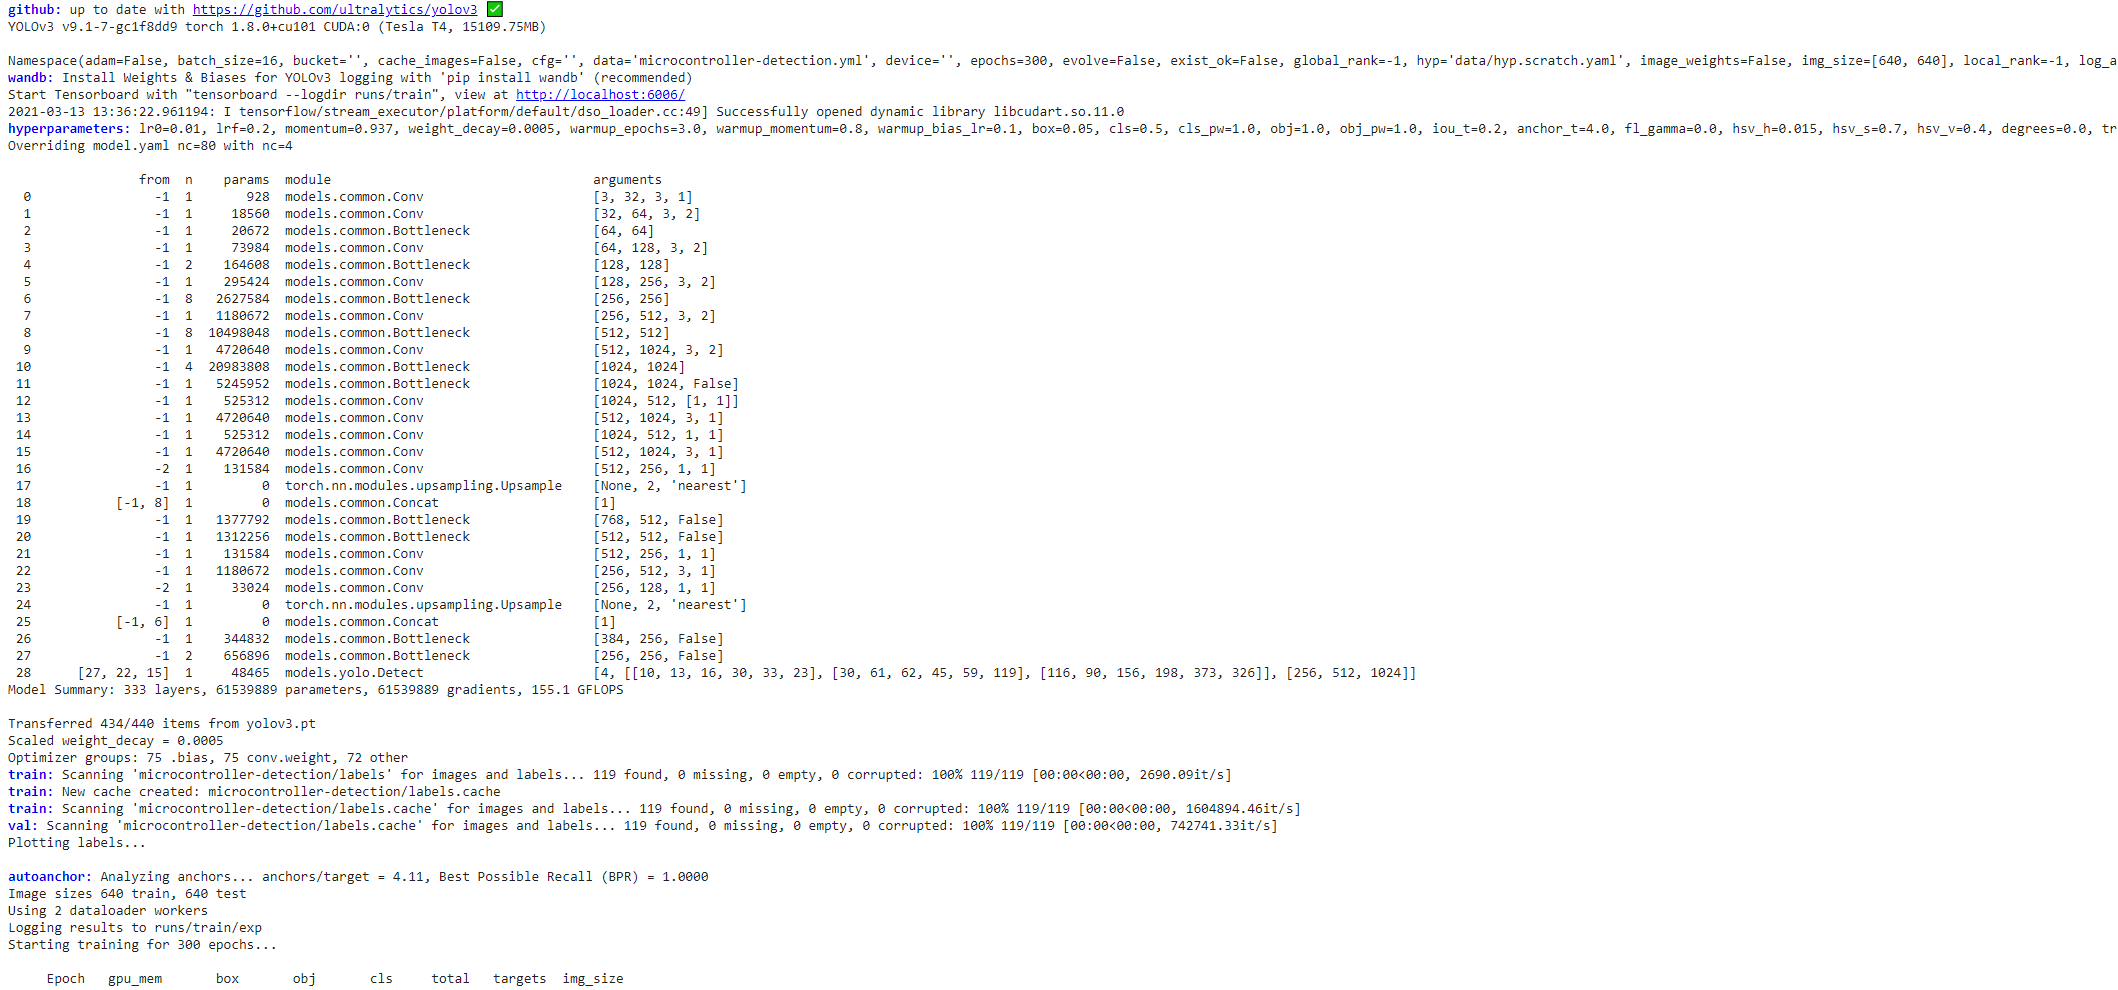 github: up to date with https://github.com/ultralytics/yolov3 ✅
YOLOv3 v9.1-7-gc1f8dd9 torch 1.8.0+cu101 CUDA:0 (Tesla T4, 15109.75MB)
Namespace(adam=False, batch_size=16, bucket='', cache_images=False, cfg='', data='microcontroller-detection.yml', device='', epochs=300, evolve=False, exist_ok=False, global_rank=-1, hyp='data/hyp.scratch.yaml', image_weights=False, img_size=[640, 640], local_rank=-1, log_a
wandb: Install Weights & Biases for YOLOv3 logging with 'pip install wandb' (recommended)
Start Tensorboard with "tensorboard --logdir runs/train", view at http://localhost:6006/
2021-03-13 13:36:22.961194: I tensorflow/stream_executor/platform/default/dso_loader.cc:49] Successfully opened dynamic library libcudart.so.11.0
hyperparameters: lr0=0.01, lrf=0.2, momentum=0.937, weight_decay=0.0005, warmup_epochs=3.0, warmup_momentum=0.8, warmup_bias_lr=0.1, box=0.05, cls=0.5, cls_pw=1.0, obj=1.0, obj_pw=1.0, iou_t=0.2, anchor_t=4.0, fl_gamma=0.0, hsv_h=0.015, hsv_s=0.7, hsv_v=0.4, degrees=0.0, tr
Overriding model.yaml nc=80 with nc=4
from n params module arguments
0 -1 1 928 models.common.Conv [3, 32, 3, 1]
1 -1 1 18560 models.common.Conv [32, 64, 3, 2]
2 -1 1 20672 models.common.Bottleneck [64, 64]
3 -1 1 73984 models.common.Conv [64, 128, 3, 2]
4 -1 2 164608 models.common.Bottleneck [128, 128]
5 -1 1 295424 models.common.Conv [128, 256, 3, 2]
6 -1 8 2627584 models.common.Bottleneck [256, 256]
7 -1 1 1180672 models.common.Conv [256, 512, 3, 2]
8 -1 8 10498048 models.common.Bottleneck [512, 512]
9 -1 1 4720640 models.common.Conv [512, 1024, 3, 2]
10 -1 4 20983808 models.common.Bottleneck [1024, 1024]
11 -1 1 5245952 models.common.Bottleneck [1024, 1024, False]
12 -1 1 525312 models.common.Conv [1024, 512, [1, 1]]
13 -1 1 4720640 models.common.Conv [512, 1024, 3, 1]
14 -1 1 525312 models.common.Conv [1024, 512, 1, 1]
15 -1 1 4720640 models.common.Conv [512, 1024, 3, 1]
16 -2 1 131584 models.common.Conv [512, 256, 1, 1]
17 -1 1 0 torch.nn.modules.upsampling.Upsample [None, 2, 'nearest']
18 [-1, 8] 1 0 models.common.Concat [1]
19 -1 1 1377792 models.common.Bottleneck [768, 512, False]
20 -1 1 1312256 models.common.Bottleneck [512, 512, False]
21 -1 1 131584 models.common.Conv [512, 256, 1, 1]
22 -1 1 1180672 models.common.Conv [256, 512, 3, 1]
23 -2 1 33024 models.common.Conv [256, 128, 1, 1]
24 -1 1 0 torch.nn.modules.upsampling.Upsample [None, 2, 'nearest']
25 [-1, 6] 1 0 models.common.Concat [1]
26 -1 1 344832 models.common.Bottleneck [384, 256, False]
27 -1 2 656896 models.common.Bottleneck [256, 256, False]
28 [27, 22, 15] 1 48465 models.yolo.Detect [4, [[10, 13, 16, 30, 33, 23], [30, 61, 62, 45, 59, 119], [116, 90, 156, 198, 373, 326]], [256, 512, 1024]]
Model Summary: 333 layers, 61539889 parameters, 61539889 gradients, 155.1 GFLOPS
Transferred 434/440 items from yolov3.pt
Scaled weight_decay = 0.0005
Optimizer groups: 75 .bias, 75 conv.weight, 72 other
train: Scanning 'microcontroller-detection/labels' for images and labels... 119 found, 0 missing, 0 empty, 0 corrupted: 100% 119/119 [00:00<00:00, 2690.09it/s]
train: New cache created: microcontroller-detection/labels.cache
train: Scanning 'microcontroller-detection/labels.cache' for images and labels... 119 found, 0 missing, 0 empty, 0 corrupted: 100% 119/119 [00:00<00:00, 1604894.46it/s]
val: Scanning 'microcontroller-detection/labels.cache' for images and labels... 119 found, 0 missing, 0 empty, 0 corrupted: 100% 119/119 [00:00<00:00, 742741.33it/s]
Plotting labels...
autoanchor: Analyzing anchors... anchors/target = 4.11, Best Possible Recall (BPR) = 1.0000
Image sizes 640 train, 640 test
Using 2 dataloader workers
Logging results to runs/train/exp
Starting training for 300 epochs...
Epoch gpu_mem box obj cls total targets img_size